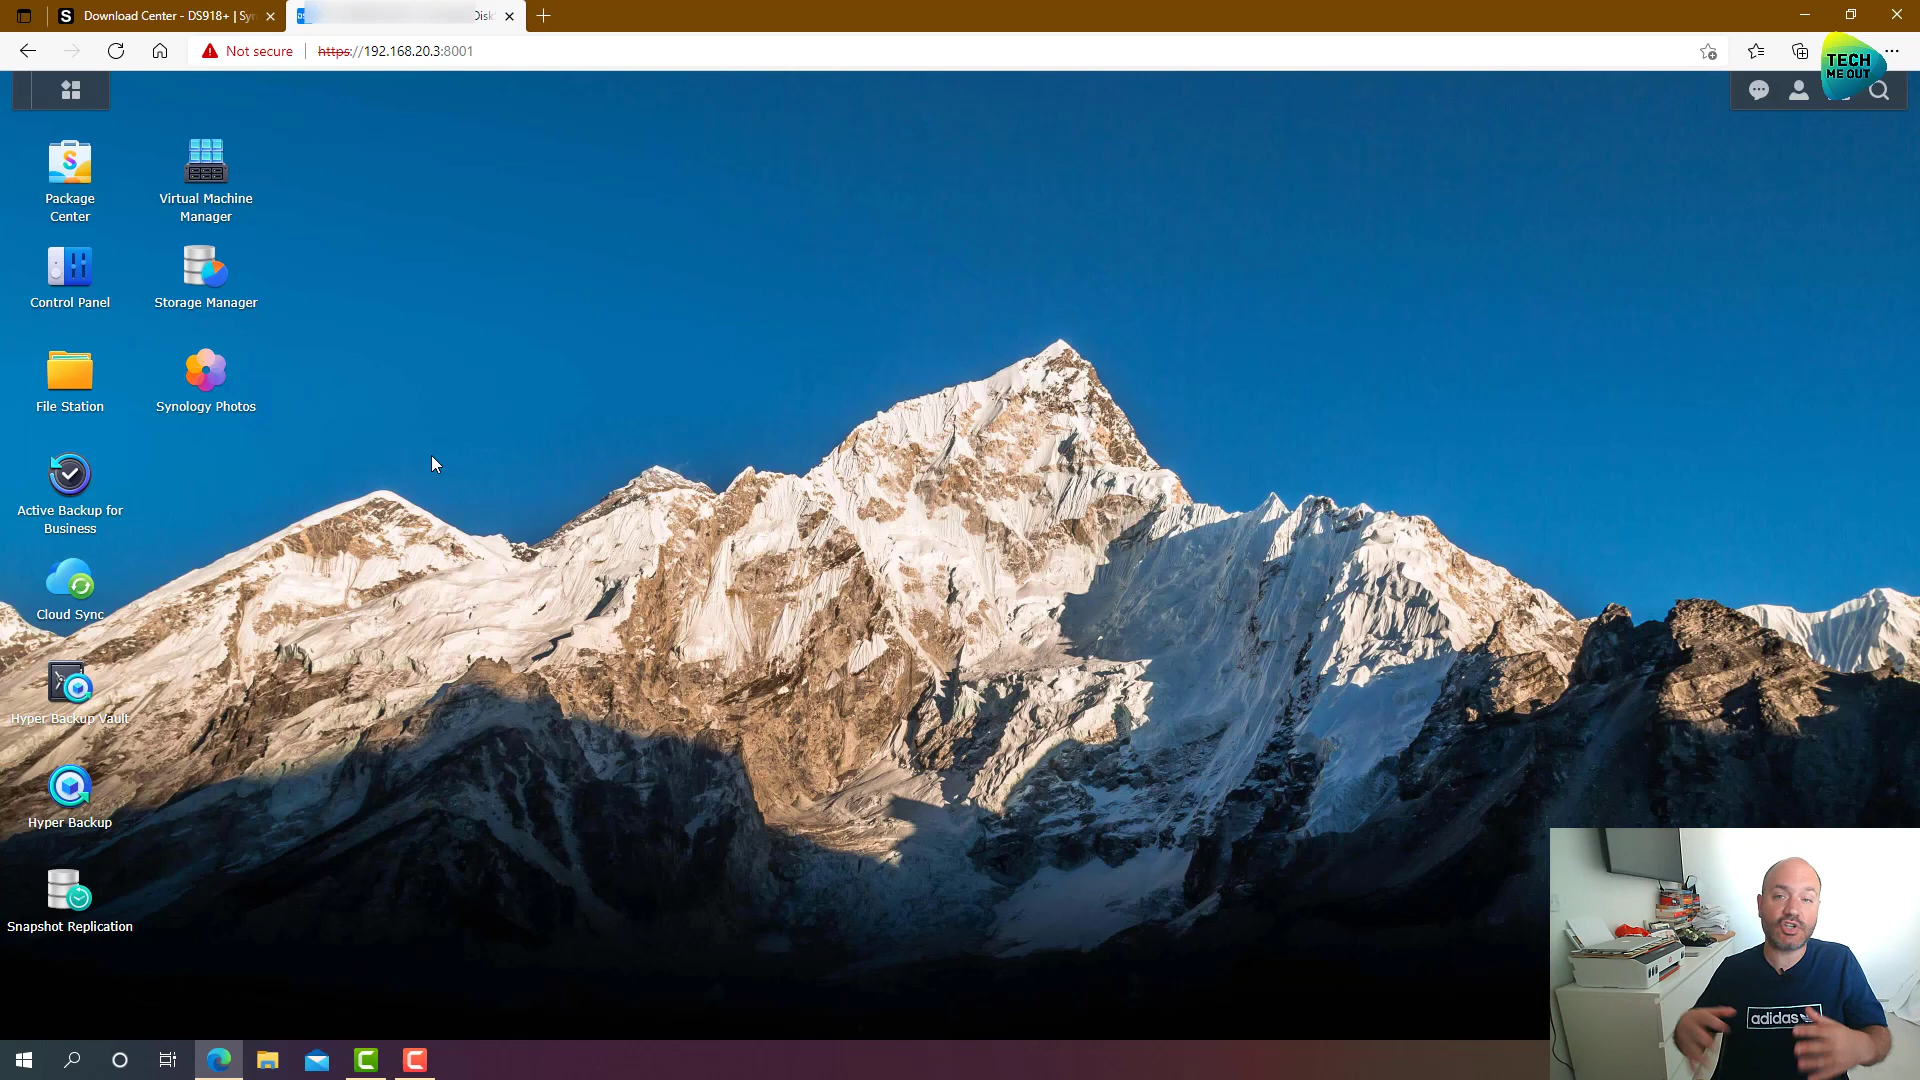 Download Center - DS918+ | Syn
Disk
Not secure
https://192.168.20.3:8001
TECH
ME OUT
Package
Center
Virtual Machine
Manager
Control Panel
Storage Manager
File Station
Synology Photos
Active Backup for
Business
Cloud Sync
Hyper Backup Vault
Hyper Backup
Snapshot Replication
adidas